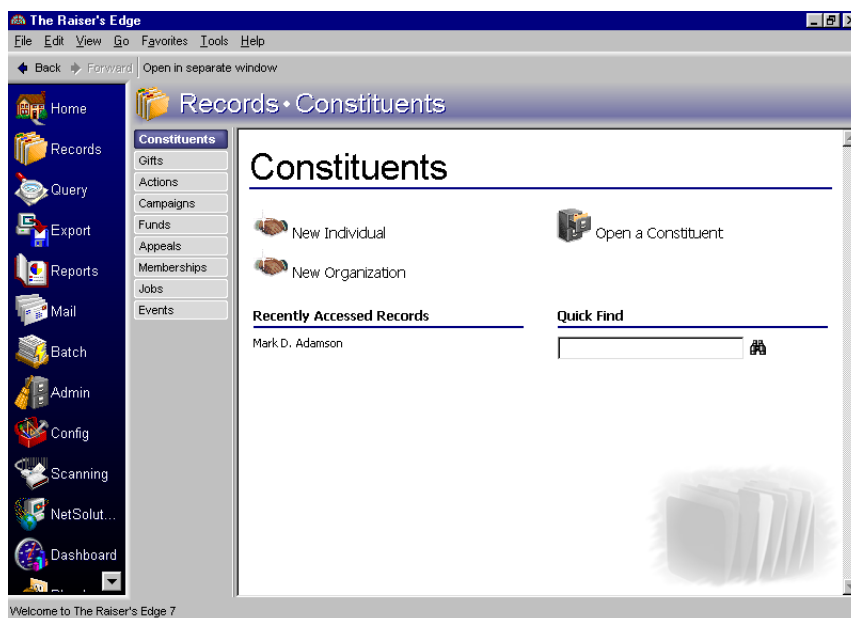 The Raiser's Edge
File Edit View Go Favorites Tools Help
Back Forward Open in separate window
Records • Constituents
Home
Records
Query
Export
Reports
Mail
Batch
Admin
Config
Scanning
NetSolut...
Dashboard
Constituents
Gifts
Actions
Campaigns
Funds
Appeals
Memberships
Jobs
Events
Constituents
New Individual
Open a Constituent
New Organization
Recently Accessed Records
Quick Find
Mark D. Adamson
Welcome to The Raiser's Edge 7